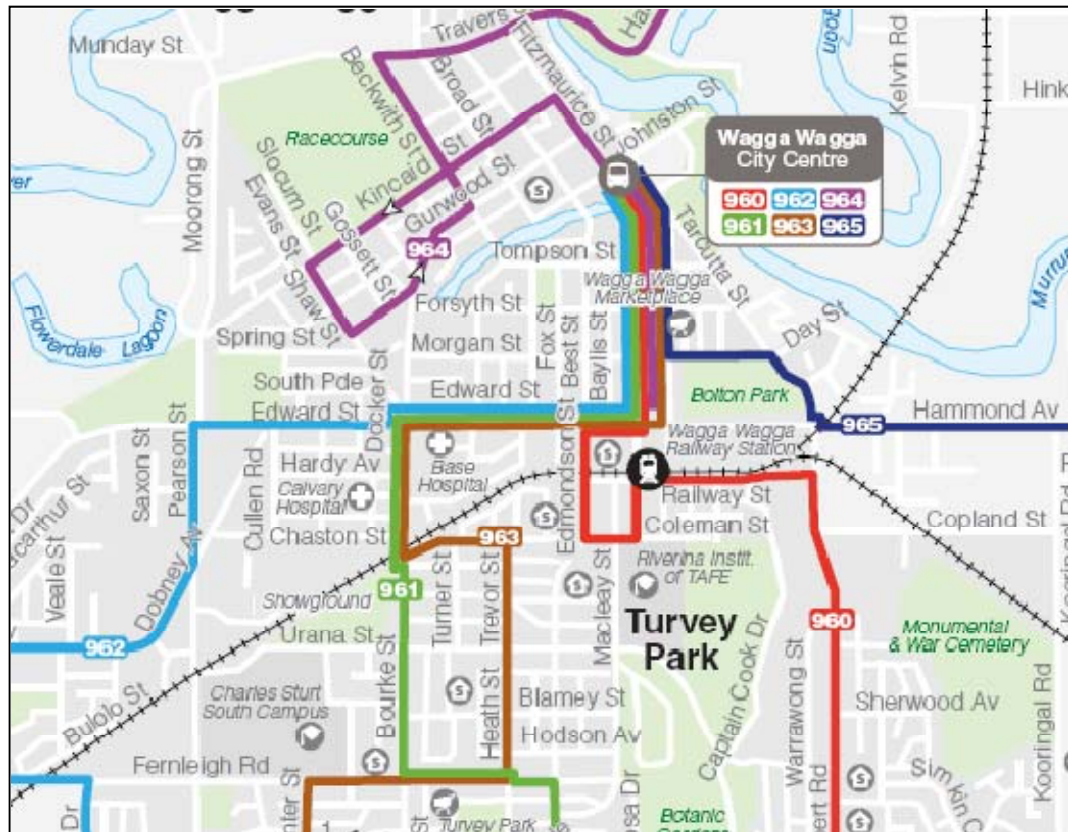 Munday St
Travers
Fitzmaurice St
Kelvin Rd
Hink
Beckwith St
Broad St
Johnston St
Wagga Wagga
City Centre
960 962 964
961 963 965
Racecourse
Kincaid St
Gurwood St
Slocum St
Evans St
Gossett St
964
Shaw St
Moorong St
Tompson St
Tarcutta St
Wagga Wagga
Marketplace
Forsyth St
Day St
Flowerdale Lagoon
Spring St
Morgan St
Fox St
Best St
Baylis St
South Pde
Edward St
Edward St
Docker St
Bolton Park
Hammond Av
965
Wagga Wagga
Railway Station
Saxon St
Pearson St
Cullen Rd
Hardy Av
Calvary
Hospital
Base
Hospital
Edmondson St
Railway St
Coleman St
Copland St
Chaston St
963
Veale St
Dobney Av
961
Showground
Turner St
Trevor St
Macleay St
Riverina Instit.
of TAFE
Turvey
Park
960
Monumental
& War Cemetery
Urana St
962
Bourke St
Captain Cook Dr
Warrawong St
Kooringal Rd
Kooringal Rd
Bulolo St
Charles Sturt
South Campus
Heath St
Blamey St
Hodson Av
Sherwood Av
Fernleigh Rd
Turvey Park
Botanic